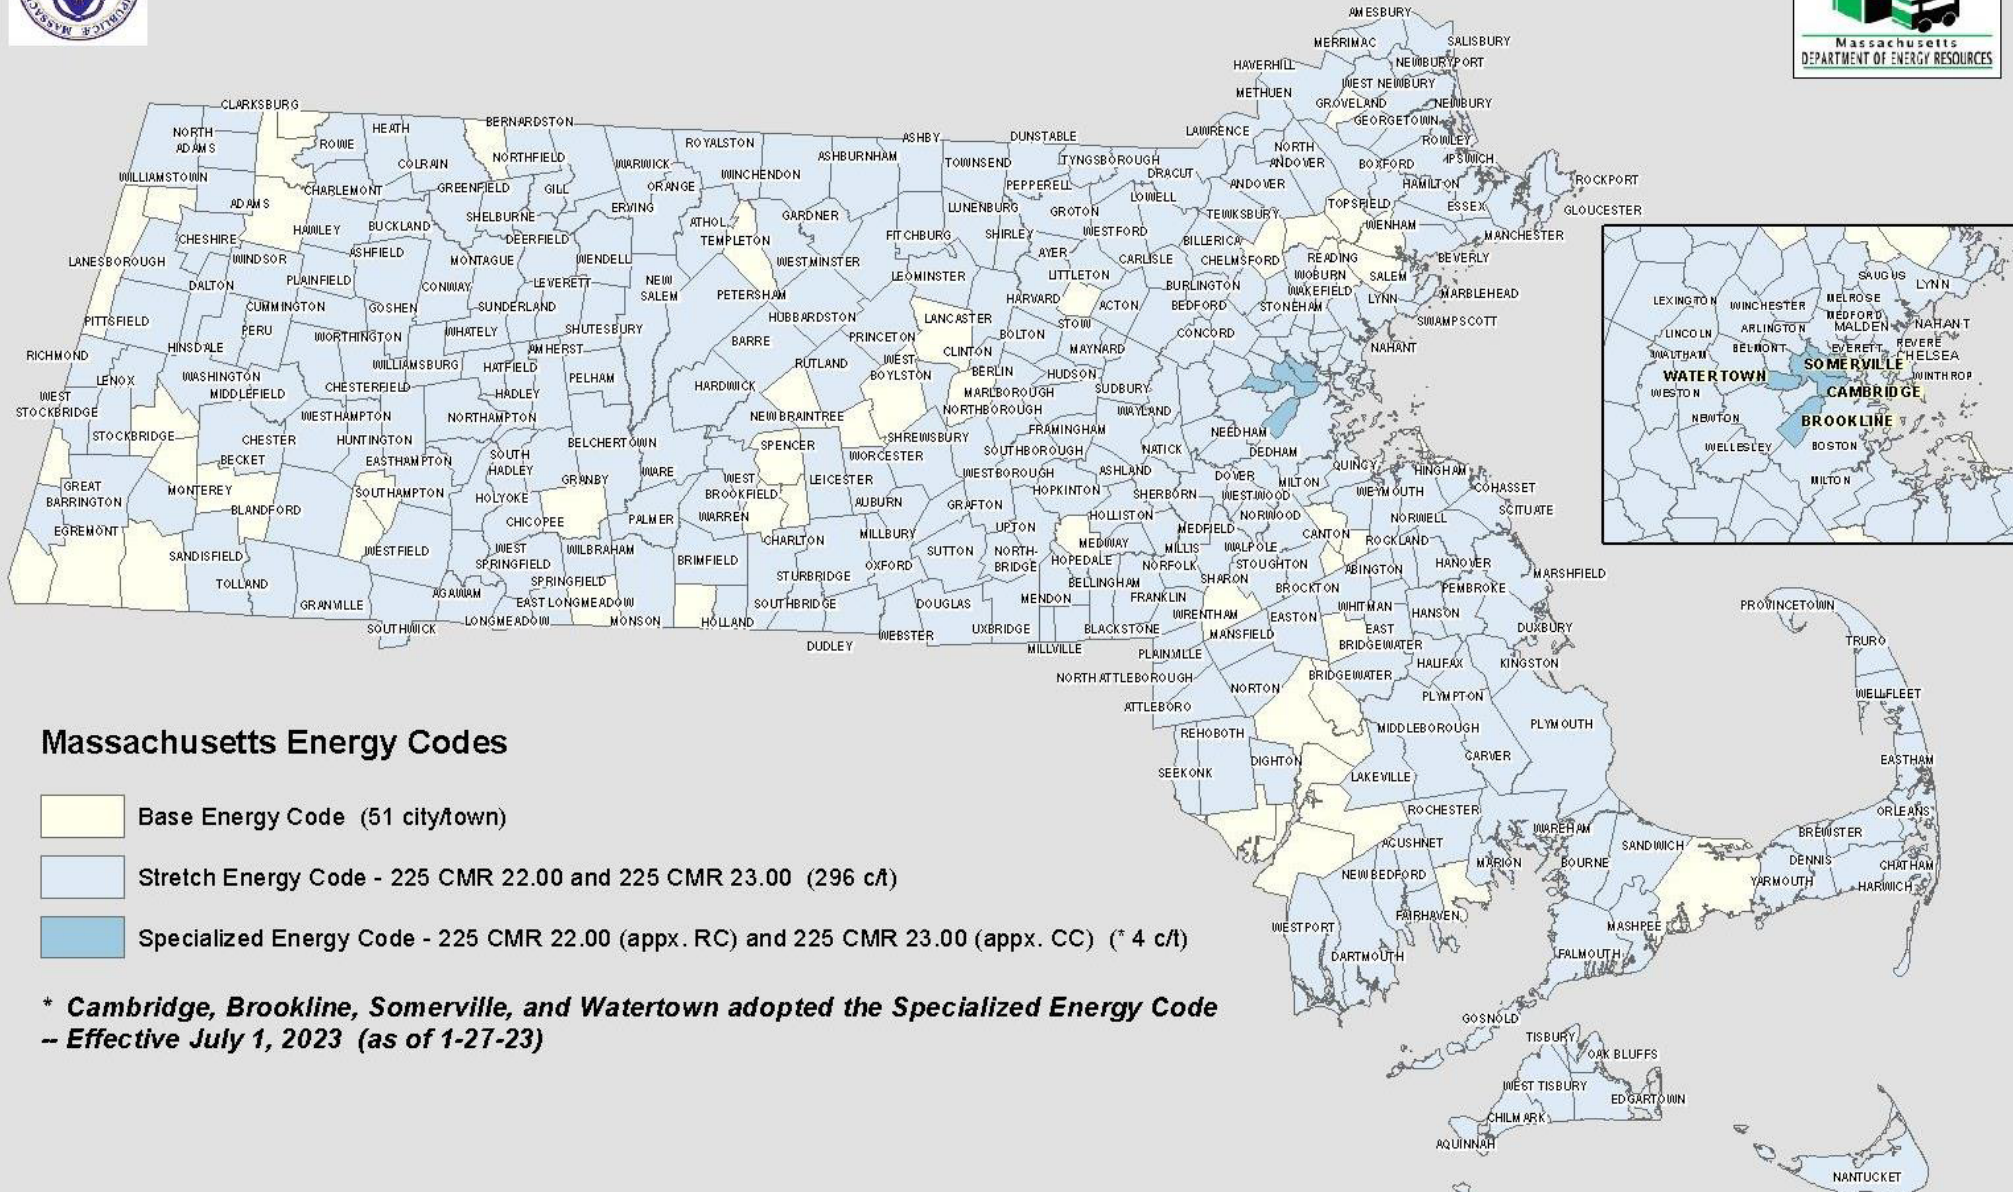 MASSAC
REPUBLICÆ
Massachusetts
DEPARTMENT OF ENERGY RESOURCES
AMESBURY
MERRIMAC
SALISBURY
HAVERHILL
NEWBURYPORT
WEST NEWBURY
METHUEN
GROVELAND
NEWBURY
GEORGETOWN
CLARKSBURG
BERNARDSTON
HEATH
NORTH
ADAMS
ROWE
ASHBY
DUNSTABLE
LAWRENCE
ROYALSTON
NORTH
ANDOVER
ROWLEY
IPSWICH
BOXFORD
COLRAIN
NORTHFIELD
WARWICK
ASHBURNHAM
TOWNSEND
TYNGSBOROUGH
DRACUT
WILLIAMSTOWN
WINCHENDON
CHARLEMONT
GREENFIELD
GILL
ORANGE
PEPPERELL
LOWELL
ANDOVER
HAMILTON
ROCKPORT
ADAMS
ERVING
LUNENBURG
GROTON
TEWKSBURY
TOPSFIELD
ESSEX
GLOUCESTER
HAWLEY
BUCKLAND
SHELBURNE
ATHOL
GARDNER
WENHAM
CHESHIRE
DEERFIELD
TEMPLETON
FITCHBURG
SHIRLEY
WESTFORD
BILLERICA
MANCHESTER
LANESBOROUGH
WINDSOR
ASHFIELD
MONTAGUE
WENDELL
WESTMINSTER
AYER
CARLISLE
CHELMSFORD
READING
BEVERLY
DALTON
PLAINFIELD
CONWAY
LEVERETT
NEW
SALEM
LEOMINSTER
LITTLETON
WOBURN
SALEM
BURLINGTON
WAKEFIELD
LYNN
MARBLEHEAD
CUMMINGTON
GOSHEN
SUNDERLAND
PETERSHAM
HARVARD
ACTON
BEDFORD
STONEHAM
PITTSFIELD
PERU
WORTHINGTON
WHATELY
SHUTESBURY
HUBBARDSTON
LANCASTER
STOW
SWAMPSCOTT
RICHMOND
HINSDALE
AMHERST
BARRE
PRINCETON
BOLTON
CONCORD
CLINTON
MAYNARD
NAHANT
WILLIAMSBURG
HATFIELD
RUTLAND
WEST
BOYLSTON
BERLIN
HUDSON
LENOX
WASHINGTON
MIDDLEFIELD
CHESTERFIELD
PELHAM
HARDWICK
MARLBOROUGH
SUDBURY
WEST
STOCKBRIDGE
HADLEY
WESTHAMPTON
NORTHAMPTON
NEW BRAINTREE
NORTHBOROUGH
WAYLAND
STOCKBRIDGE
CHESTER
HUNTINGTON
BELCHERTOWN
SPENCER
SHREWSBURY
FRAMINGHAM
NEEDHAM
BECKET
EASTHAMPTON
SOUTH
HADLEY
WORCESTER
SOUTHBOROUGH
NATICK
DEDHAM
QUINCY
HINGHAM
GREAT
BARRINGTON
MONTEREY
SOUTHAMPTON
HOLYOKE
GRANBY
WARE
WEST
BROOKFIELD
LEICESTER
WESTBOROUGH
ASHLAND
DOVER
MILTON
HOPKINTON
SHERBORN
WESTWOOD
WEYMOUTH
COHASSET
BLANDFORD
AUBURN
GRAFTON
SCITUATE
EGREMONT
CHICOPEE
PALMER
WARREN
UPTON
HOLLISTON
MEDFIELD
NORWOOD
NORWELL
SANDISFIELD
WESTFIELD
WEST
SPRINGFIELD
WILBRAHAM
BRIMFIELD
CHARLTON
MILLBURY
SUTTON
NORTH-
BRIDGE
MEDWAY
HOPEDALE
MILLIS
WALPOLE
CANTON
ROCKLAND
TOLLAND
SPRINGFIELD
STURBRIDGE
OXFORD
NORFOLK
STOUGHTON
ABINGTON
HANOVER
MARSHFIELD
BELLINGHAM
SHARON
BROCKTON
PEMBROKE
GRANVILLE
AGAWAM
EAST LONGMEADOW
SOUTHBRIDGE
DOUGLAS
MENDON
FRANKLIN
WRENTHAM
EASTON
WHITMAN
HANSON
SOUTHWICK
LONGMEADOW
MONSON
HOLLAND
DUDLEY
WEBSTER
UXBRIDGE
MILLVILLE
BLACKSTONE
MANSFIELD
EAST
BRIDGEWATER
DUXBURY
PLAINVILLE
HALIFAX
KINGSTON
NORTH ATTLEBOROUGH
NORTON
BRIDGEWATER
PLYMPTON
ATTLEBORO
MIDDLEBOROUGH
PLYMOUTH
REHOBOTH
DIGHTON
CARVER
SEEKONK
LAKEVILLE
ROCHESTER
WAREHAM
SANDWICH
ACUSHNET
MARION
BOURNE
NEW BEDFORD
FAIRHAVEN
WESTPORT
MASHPEE
DARTMOUTH
FALMOUTH
GOSNOLD
TISBURY
OAK BLUFFS
WEST TISBURY
EDGARTOWN
CHILMARK
AQUINNAH
NANTUCKET
PROVINCETOWN
TRURO
WELLFLEET
EASTHAM
ORLEANS
BREWSTER
DENNIS
CHATHAM
YARMOUTH
HARWICH
SAUGUS
LYNN
LEXINGTON
WINCHESTER
MELROSE
MEDFORD
LINCOLN
ARLINGTON
MALDEN
NAHANT
WALTHAM
BELMONT
EVERETT
REVERE
CHELSEA
SOMERVILLE
WATERTOWN
WINTHROP
WESTON
CAMBRIDGE
NEWTON
BROOKLINE
WELLESLEY
BOSTON
MILTON
Massachusetts Energy Codes
Base Energy Code (51 city/town)
Stretch Energy Code - 225 CMR 22.00 and 225 CMR 23.00 (296 c/t)
Specialized Energy Code - 225 CMR 22.00 (appx. RC) and 225 CMR 23.00 (appx. CC) (* 4 c/t)
* Cambridge, Brookline, Somerville, and Watertown adopted the Specialized Energy Code
-- Effective July 1, 2023 (as of 1-27-23)